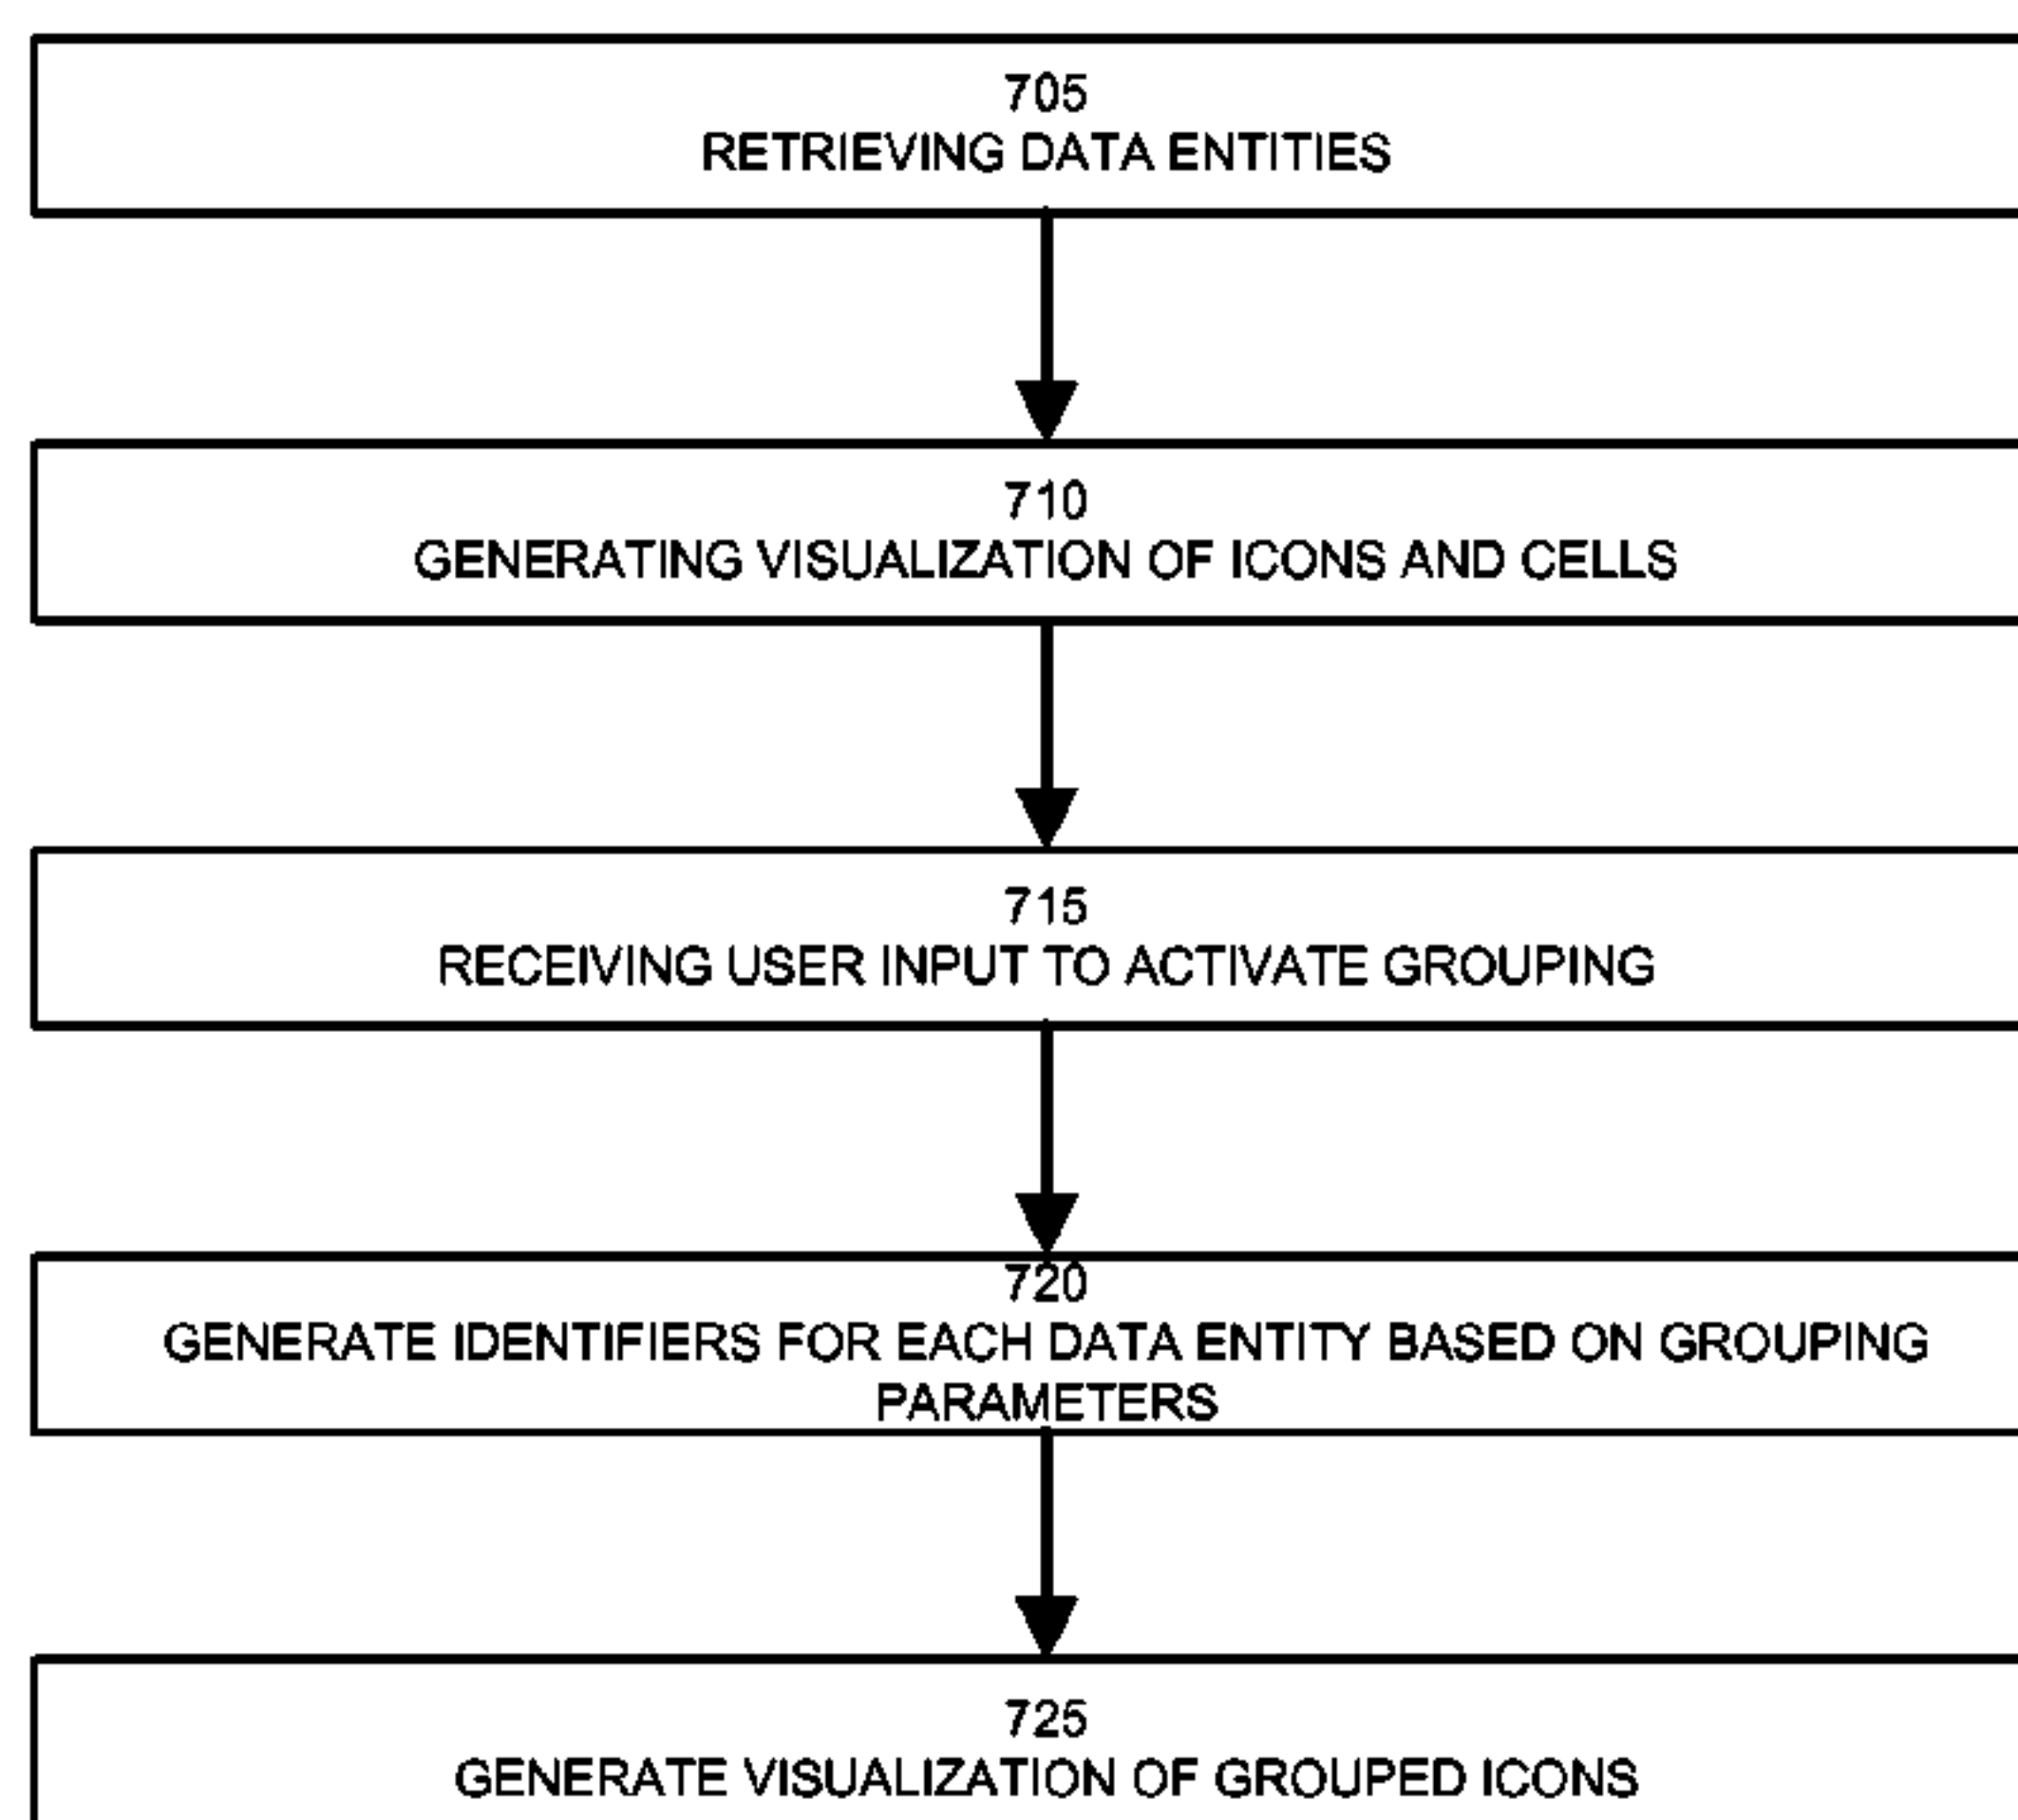 705
RETRIEVING DATA ENTITIES
710
GENERATING VISUALIZATION OF ICONS AND CELLS
715
RECEIVING USER INPUT TO ACTIVATE GROUPING
720
GENERATE IDENTIFIERS FOR EACH DATA ENTITY BASED ON GROUPING
PARAMETERS
725
GENERATE VISUALIZATION OF GROUPED ICONS